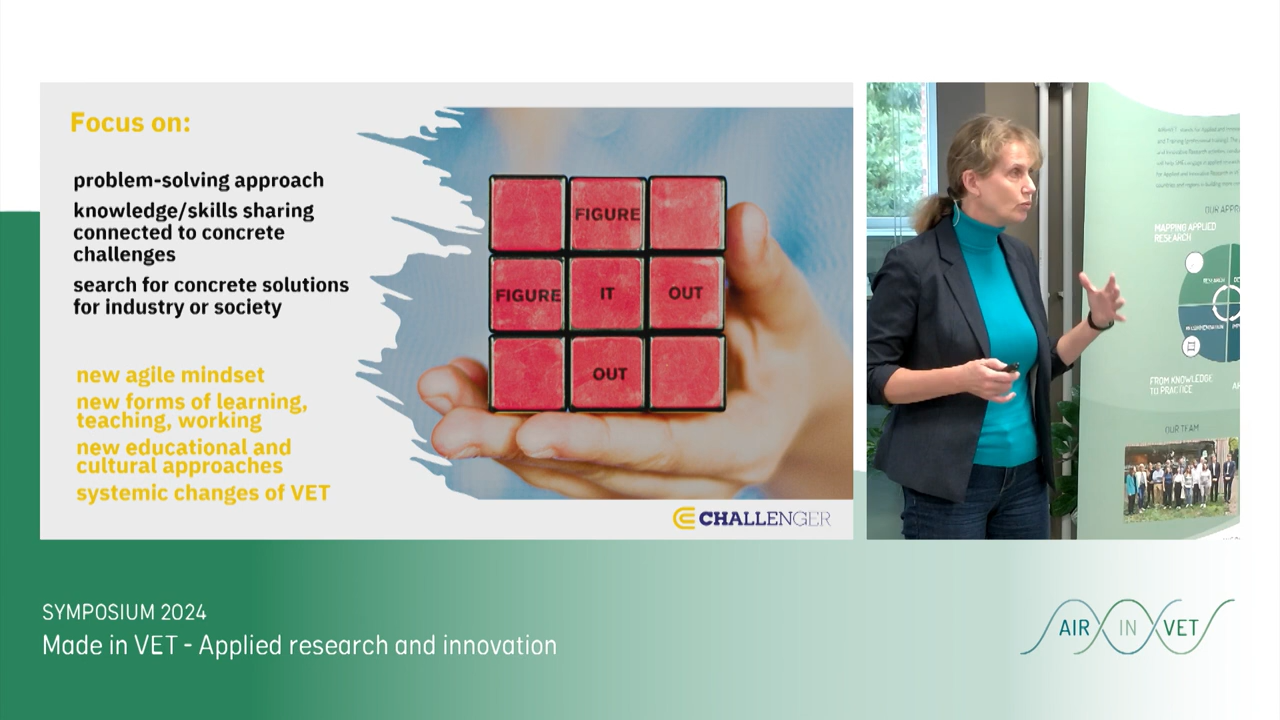 Focus on:
problem-solving approach
knowledge/skills sharing
connected to concrete
challenges
search for concrete solutions
for industry or society
new agile mindset
new forms of learning,
teaching, working
new educational and
cultural approaches
systemic changes of VET
FIGURE
FIGURE IT OUT
OUT
CHALLENGER
OUR APPR
MAPPING APPLIED
RESEARCH
RESEARCH
FROM KNOWLEDGE
TO PRACTICE
OUR TEAM
SYMPOSIUM 2024
Made in VET - Applied research and innovation
AIR IN VET